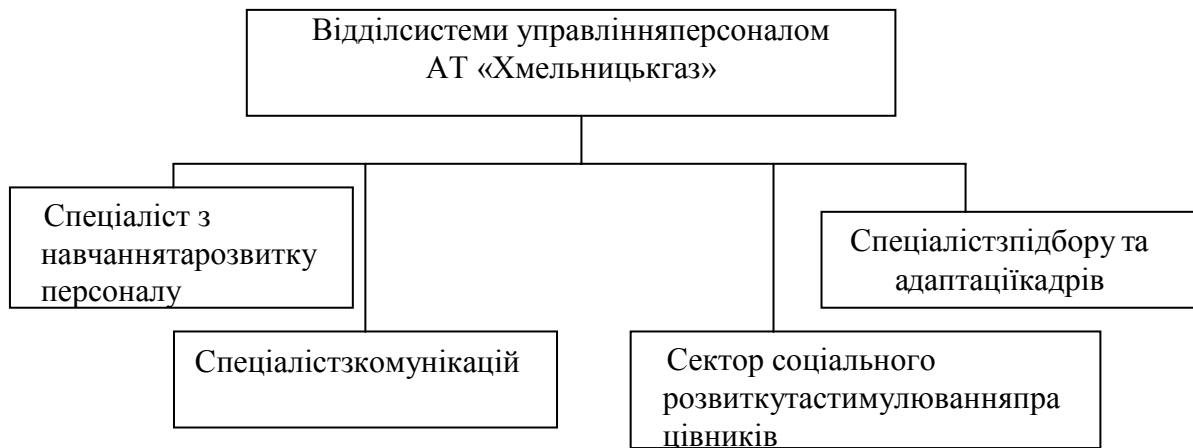 Відділсистеми управлінняперсоналом
АТ «Хмельницькгаз»
Спеціаліст з
навчаннятарозвитку
персоналу
Спеціалістзпідбору та
адаптаціїкадрів
Спеціалістзкомунікацій
Сектор соціального
розвиткутастимулюванняпра
цівників